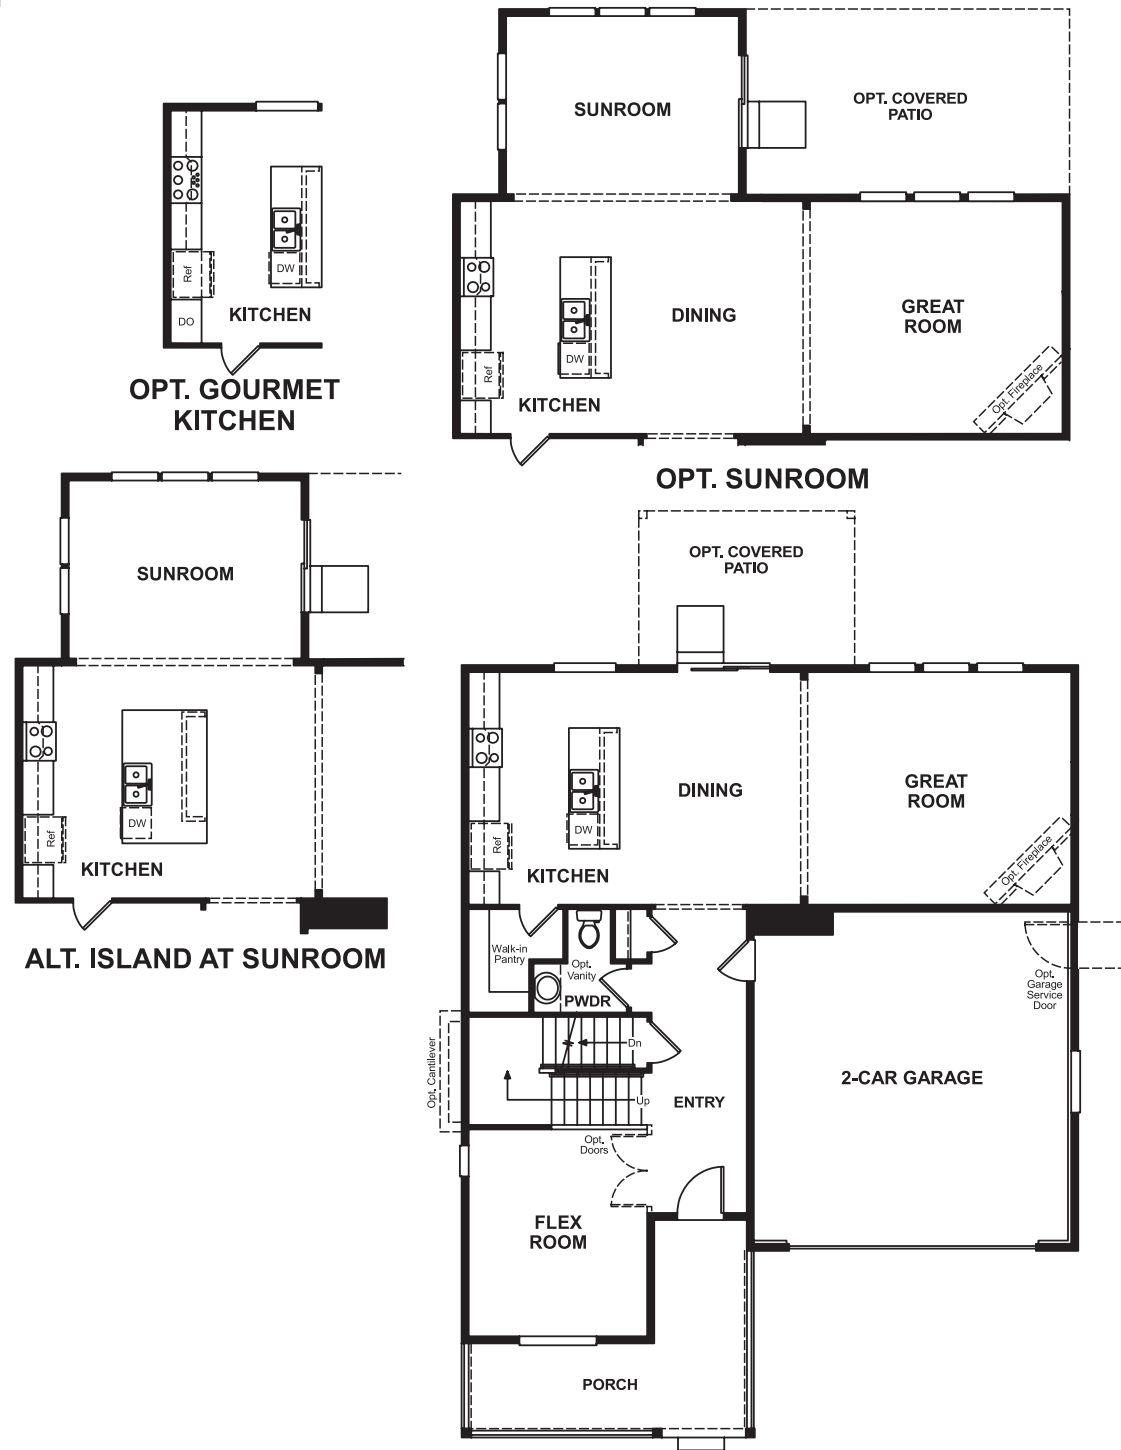 SUNROOM
OPT. COVERED
PATIO
Ref
DW
DO
KITCHEN
OPT. GOURMET
KITCHEN
DINING
GREAT
ROOM
Ref
DW
KITCHEN
Opt. Fireplace
OPT. SUNROOM
SUNROOM
DW
Ref
KITCHEN
ALT. ISLAND AT SUNROOM
OPT. COVERED
PATIO
DINING
GREAT
ROOM
DW
Ref
KITCHEN
Opt. Fireplace
Walk-in
Pantry
Opt.
Vanity
PWDR
Opt.
Garage
Service
Door
Opt. Cantilever
Dn
Up
ENTRY
2-CAR GARAGE
Opt.
Doors
FLEX
ROOM
PORCH